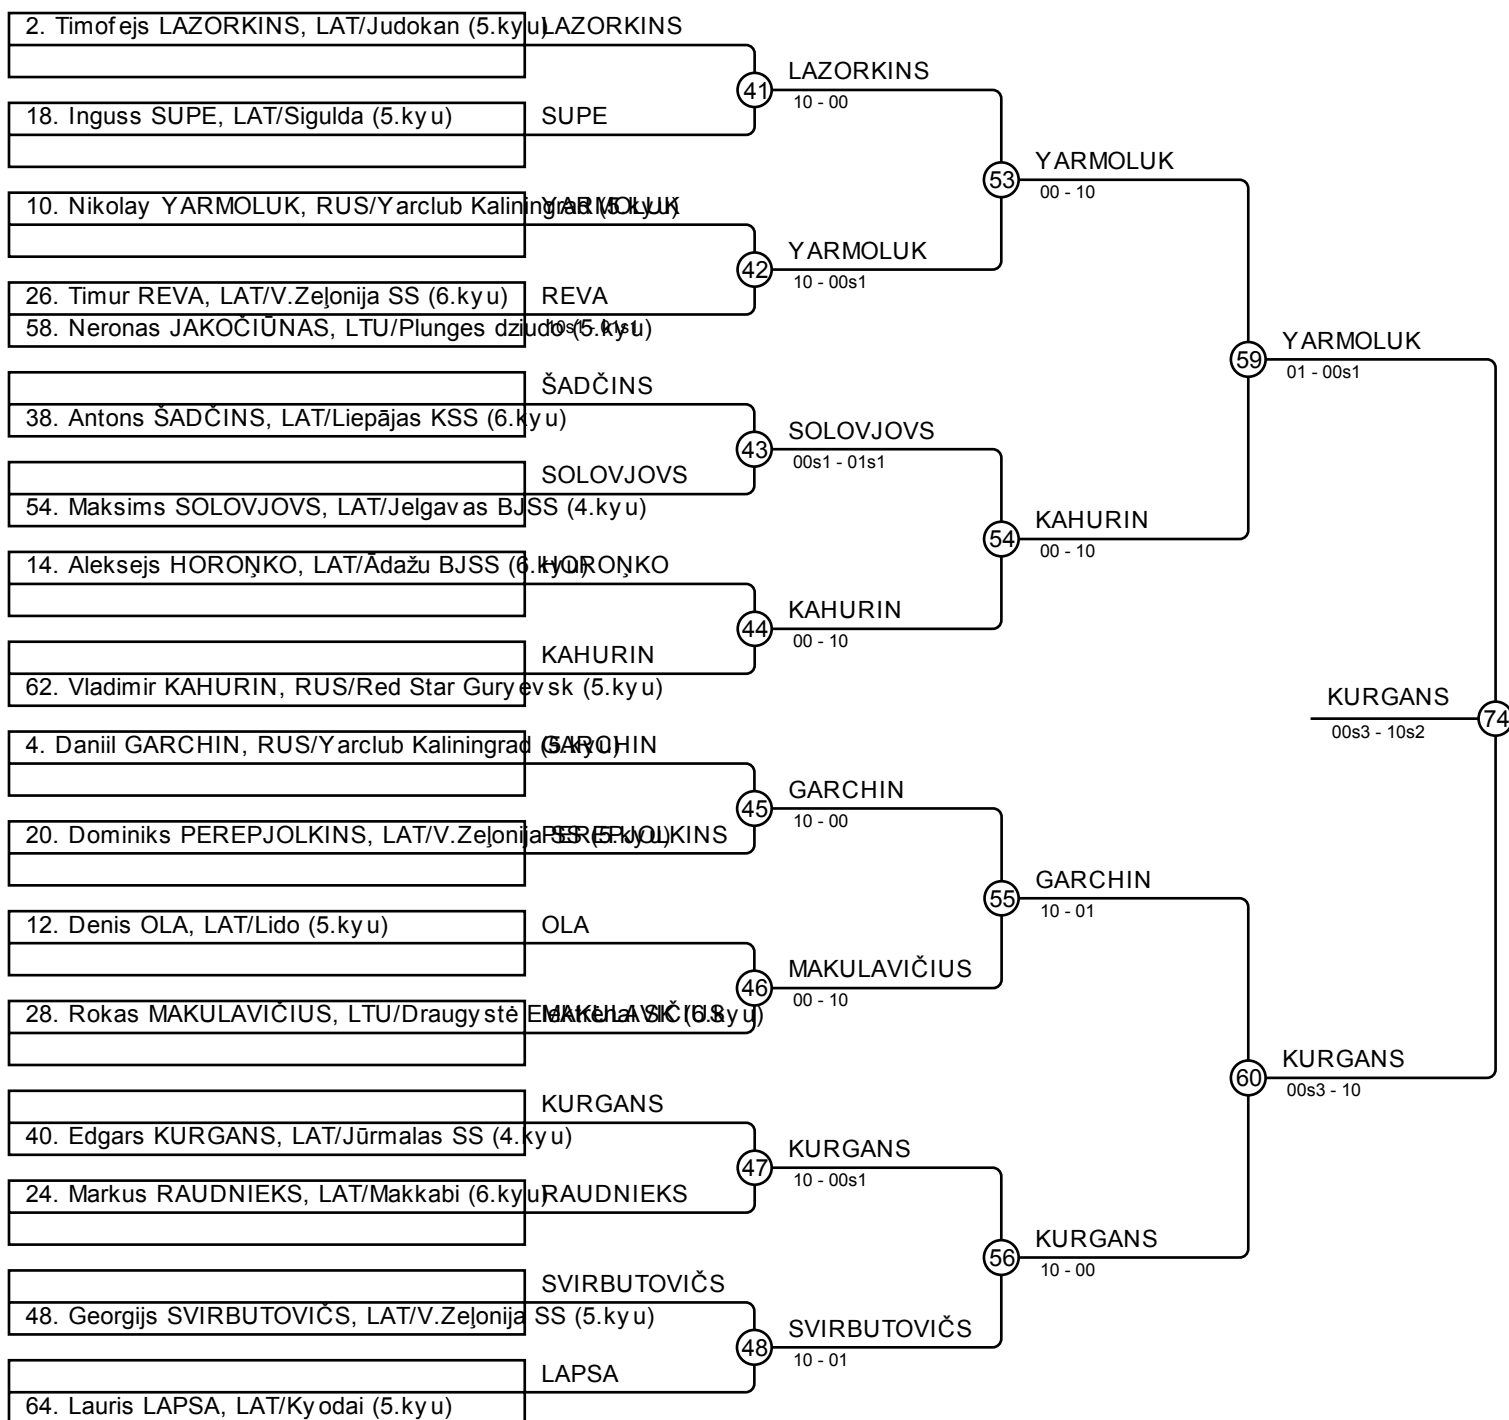 2. Timofejs LAZORKINS, LAT/Judokan (5.kyu)
LAZORKINS
LAZORKINS
41
10 - 00
18. Inguss SUPE, LAT/Sigulda (5.kyu)
SUPE
YARMOLUK
53
00 - 10
10. Nikolay YARMOLUK, RUS/Yarclub Kaliningrad (5.kyu)
YARMOLUK
YARMOLUK
42
10 - 00s1
26. Timur REVA, LAT/V.Zeļonija SS (6.kyu)
REVA
58. Neronas JAKOČIŪNAS, LTU/Plunges dziudo (5.kyu)
10s1 - 01s1
YARMOLUK
59
01 - 00s1
ŠADČINS
38. Antons ŠADČINS, LAT/Liepājas KSS (6.kyu)
SOLOVJOVS
43
00s1 - 01s1
SOLOVJOVS
54. Maksims SOLOVJOVS, LAT/Jelgavas BJSS (4.kyu)
KAHURIN
54
00 - 10
14. Aleksejs HOROŅKO, LAT/Ādažu BJSS (6.kyu)
HOROŅKO
KAHURIN
44
00 - 10
KAHURIN
62. Vladimir KAHURIN, RUS/Red Star Guryevsk (5.kyu)
KURGANS
74
00s3 - 10s2
4. Daniil GARCHIN, RUS/Yarclub Kaliningrad (5.kyu)
GARCHIN
GARCHIN
45
10 - 00
20. Dominiks PEREPJOLKINS, LAT/V.Zeļonija SS (5.kyu)
PEREPJOLKINS
GARCHIN
55
10 - 01
12. Denis OLA, LAT/Lido (5.kyu)
OLA
MAKULAVIČIUS
46
00 - 10
28. Rokas MAKULAVIČIUS, LTU/Draugystė Elektrėnai SK (6.kyu)
MAKULAVIČIUS
KURGANS
60
00s3 - 10
KURGANS
40. Edgars KURGANS, LAT/Jūrmalas SS (4.kyu)
KURGANS
47
10 - 00s1
24. Markus RAUDNIEKS, LAT/Makkabi (6.kyu)
RAUDNIEKS
KURGANS
56
10 - 00
SVIRBUTOVIČS
48. Georgijs SVIRBUTOVIČS, LAT/V.Zeļonija SS (5.kyu)
SVIRBUTOVIČS
48
10 - 01
LAPSA
64. Lauris LAPSA, LAT/Kyodai (5.kyu)